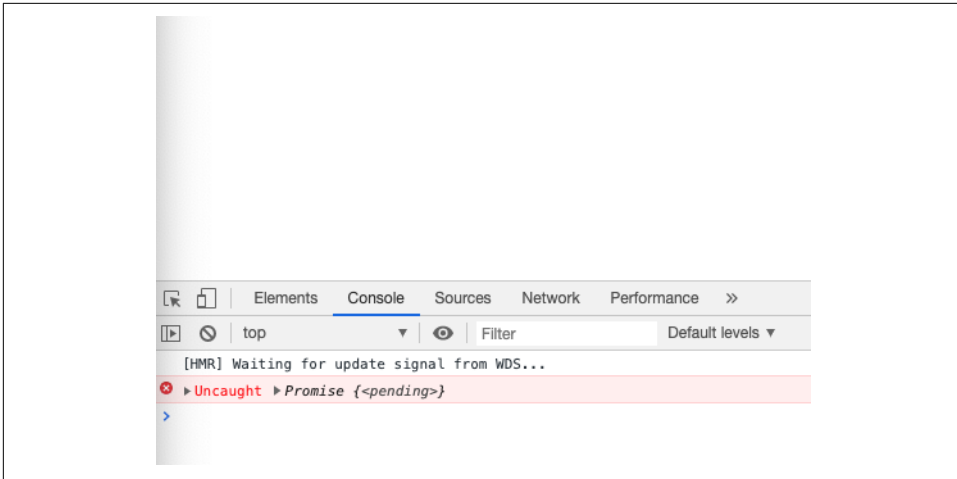 Elements Console Sources Network Performance »
top ▼ Filter Default levels ▼
[HMR] Waiting for update signal from WDS...
▶Uncaught ▶Promise {<pending>}
>